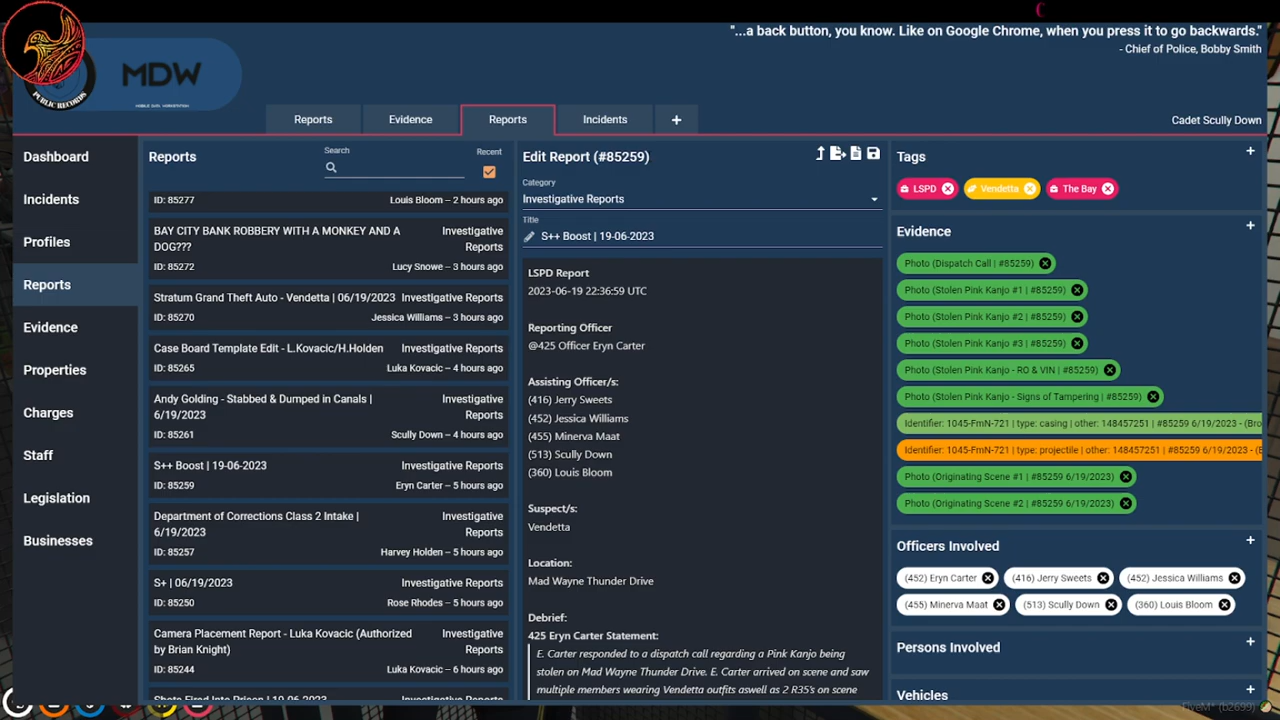 "...a back button, you know. Like on Google Chrome, when you press it to go backwards."
- Chief of Police, Bobby Smith
PUBLIC RECORDS
MDW
MOBILE DATA WORKSTATION
Reports
Evidence
Reports
Incidents
+
Cadet Scully Down
Dashboard
Incidents
Profiles
Reports
Evidence
Properties
Charges
Staff
Legislation
Businesses
Reports
Search
Recent
ID: 85277
Louis Bloom – 2 hours ago
BAY CITY BANK ROBBERY WITH A MONKEY AND A
DOG???
Investigative
Reports
ID: 85272
Lucy Snowe – 3 hours ago
Stratum Grand Theft Auto - Vendetta | 06/19/2023
Investigative Reports
ID: 85270
Jessica Williams – 3 hours ago
Case Board Template Edit - L.Kovacic/H.Holden
Investigative Reports
ID: 85265
Luka Kovacic – 4 hours ago
Andy Golding - Stabbed & Dumped in Canals |
6/19/2023
Investigative
Reports
ID: 85261
Scully Down – 4 hours ago
S++ Boost | 19-06-2023
Investigative Reports
ID: 85259
Eryn Carter – 5 hours ago
Department of Corrections Class 2 Intake |
6/19/2023
Investigative
Reports
ID: 85257
Harvey Holden – 5 hours ago
S+ | 06/19/2023
Investigative Reports
ID: 85250
Rose Rhodes – 5 hours ago
Camera Placement Report - Luka Kovacic (Authorized
by Brian Knight)
Investigative
Reports
ID: 85244
Luka Kovacic – 6 hours ago
Shots Fired Into Prison | 19-06-2023
Investigative Reports
Edit Report (#85259)
Category
Investigative Reports
Title
S++ Boost | 19-06-2023
LSPD Report
2023-06-19 22:36:59 UTC
Reporting Officer
@425 Officer Eryn Carter
Assisting Officer/s:
(416) Jerry Sweets
(452) Jessica Williams
(455) Minerva Maat
(513) Scully Down
(360) Louis Bloom
Suspect/s:
Vendetta
Location:
Mad Wayne Thunder Drive
Debrief:
425 Eryn Carter Statement:
E. Carter responded to a dispatch call regarding a Pink Kanjo being
stolen on Mad Wayne Thunder Drive. E. Carter arrived on scene and saw
multiple members wearing Vendetta outfits aswell as 2 R35's on scene
Tags
+
LSPD
Vendetta
The Bay
Evidence
+
Photo (Dispatch Call | #85259)
Photo (Stolen Pink Kanjo #1 | #85259)
Photo (Stolen Pink Kanjo #2 | #85259)
Photo (Stolen Pink Kanjo #3 | #85259)
Photo (Stolen Pink Kanjo - RO & VIN | #85259)
Photo (Stolen Pink Kanjo - Signs of Tampering | #85259)
Identifier: 1045-FmN-721 | type: casing | other: 148457251 | #85259 6/19/2023 - (Bro
Identifier: 1045-FmN-721 | type: projectile | other: 148457251 | #85259 6/19/2023 - (B
Photo (Originating Scene #1 | #85259 6/19/2023)
Photo (Originating Scene #2 | #85259 6/19/2023)
Officers Involved
+
(452) Eryn Carter
(416) Jerry Sweets
(452) Jessica Williams
(455) Minerva Maat
(513) Scully Down
(360) Louis Bloom
Persons Involved
+
Vehicles
+
FiveM* (b2699)